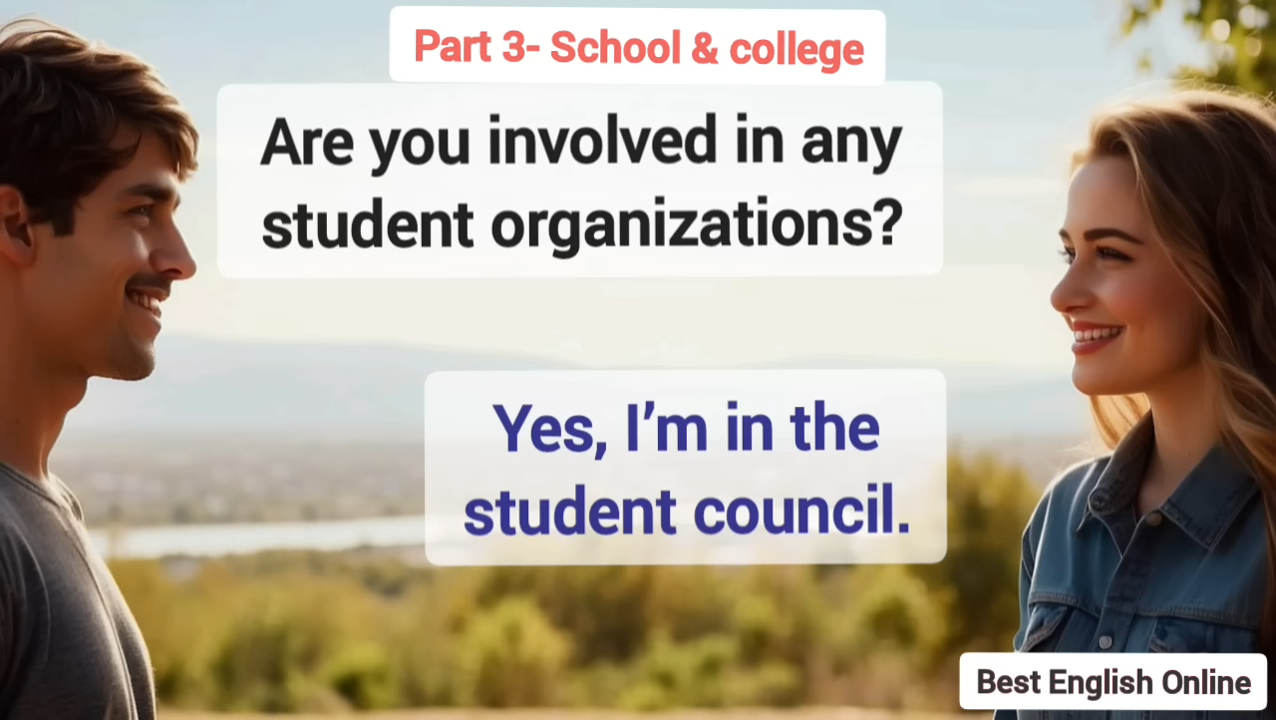 Part 3- School & college
Are you involved in any
student organizations?
Yes, I’m in the
student council.
Best English Online